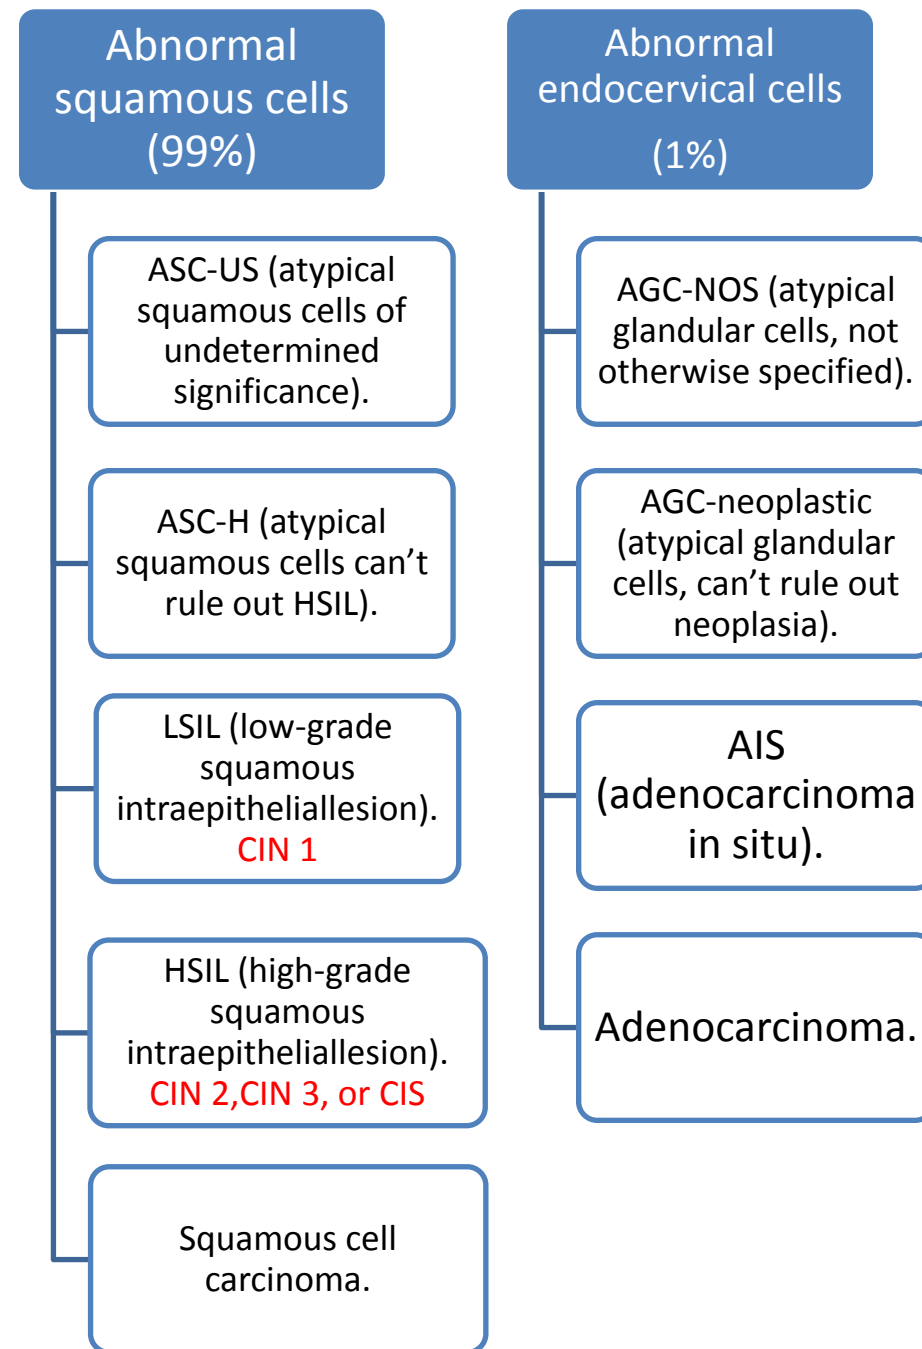 Abnormal
squamous cells
(99%)
ASC-US (atypical
squamous cells of
undetermined
significance).
ASC-H (atypical
squamous cells can’t
rule out HSIL).
LSIL (low-grade
squamous
intraepitheliallesion).
CIN 1
HSIL (high-grade
squamous
intraepitheliallesion).
CIN 2,CIN 3, or CIS
Squamous cell
carcinoma.
Abnormal
endocervical cells
(1%)
AGC-NOS (atypical
glandular cells, not
otherwise specified).
AGC-neoplastic
(atypical glandular
cells, can’t rule out
neoplasia).
AIS
(adenocarcinoma
in situ).
Adenocarcinoma.